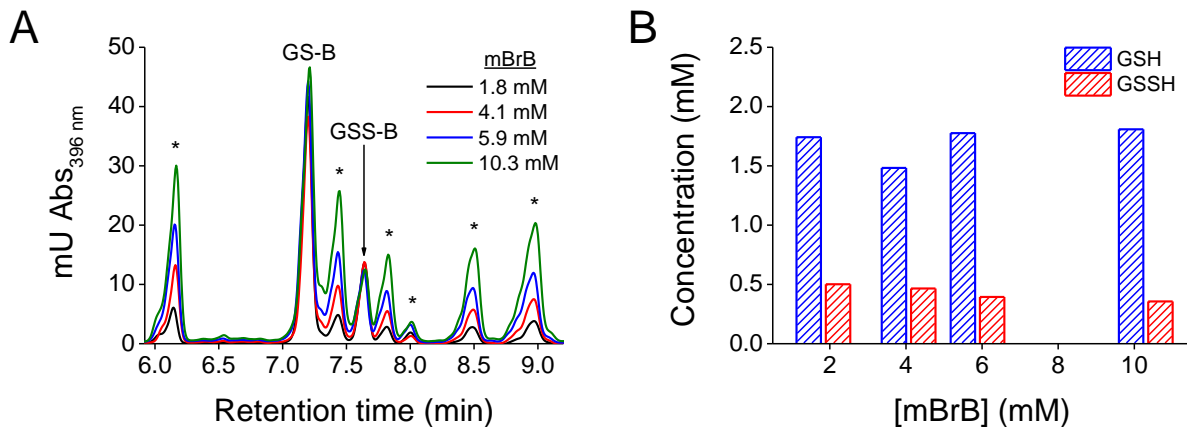 A
mU Abs396 nm
50
40
30
20
10
0
GS-B
GSS-B
mBrB
1.8 mM
4.1 mM
5.9 mM
10.3 mM
*
*
*
*
*
*
6.0 6.5 7.0 7.5 8.0 8.5 9.0
Retention time (min)
B
Concentration (mM)
2.5
2.0
1.5
1.0
0.5
0.0
GSH
GSSH
2 4 6 8 10
[mBrB] (mM)